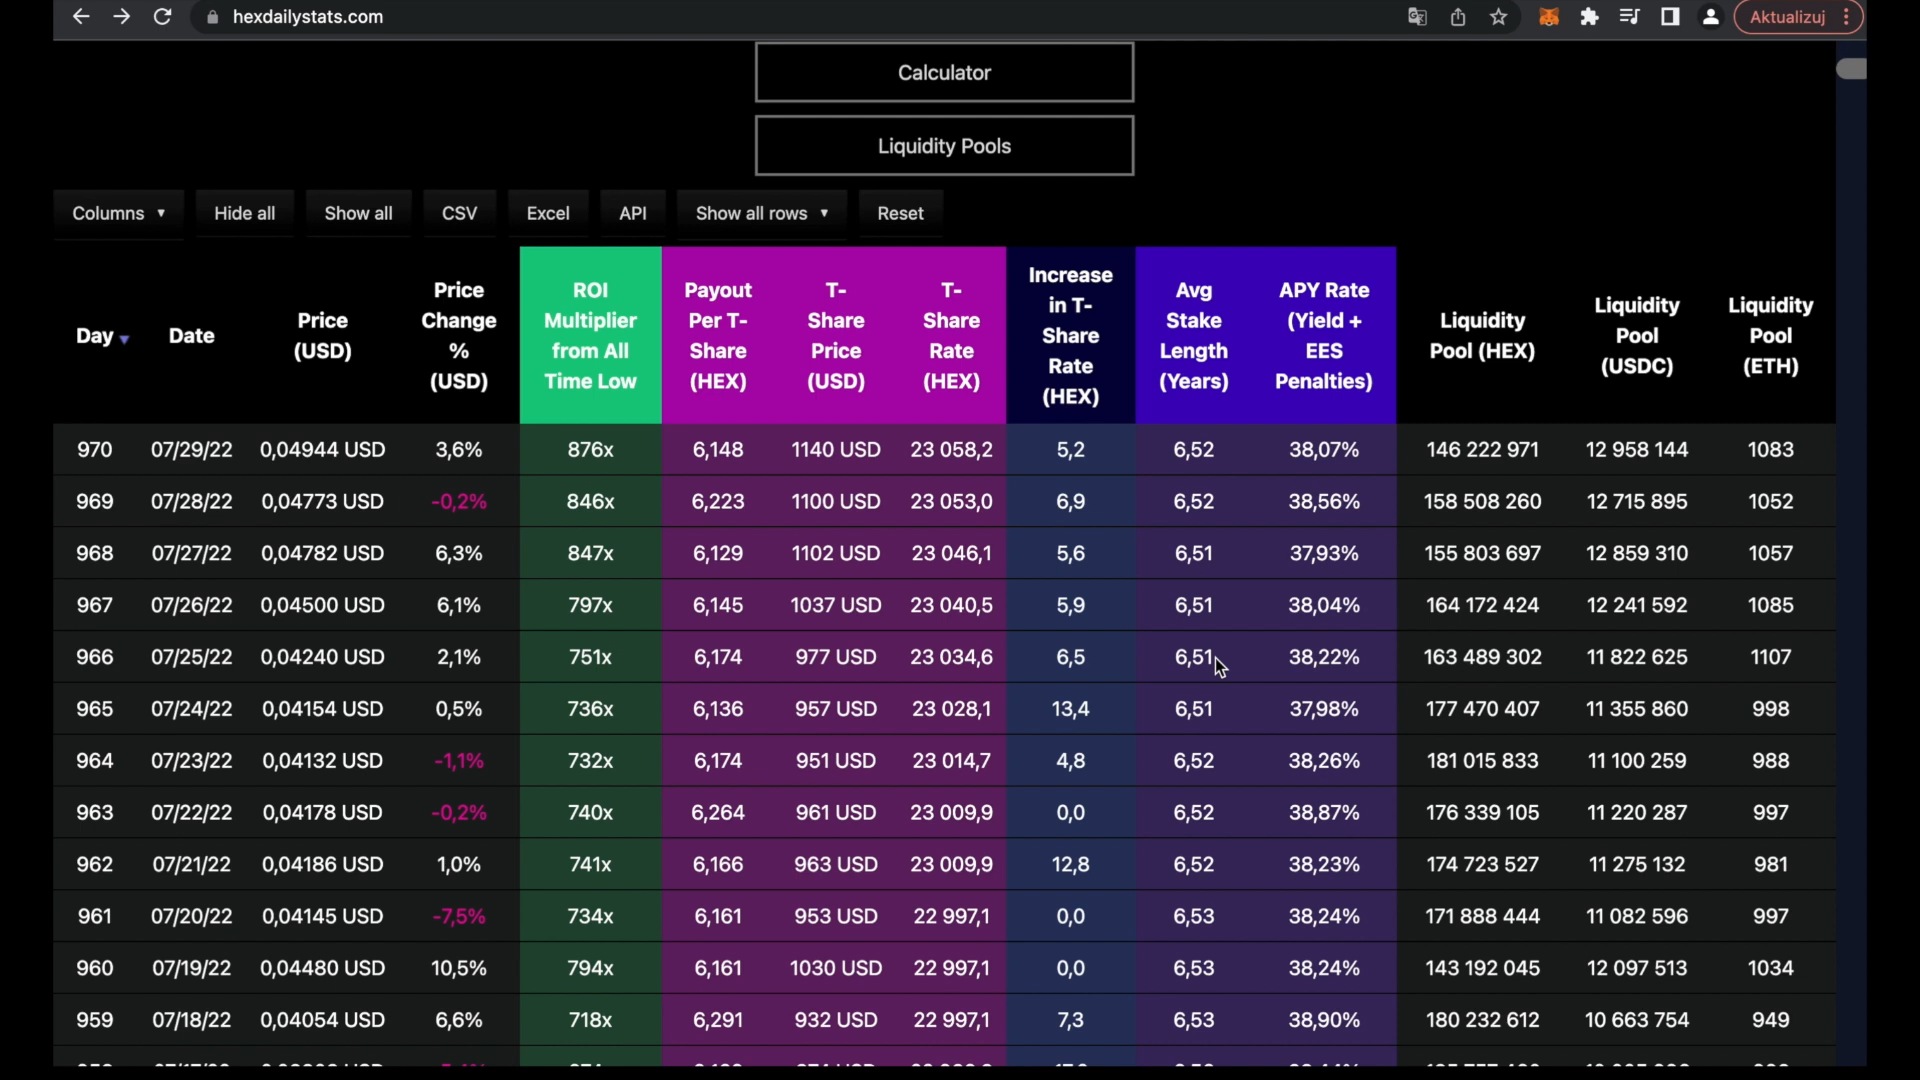 hexdailystats.com
Aktualizuj
Calculator
Liquidity Pools
Columns ▼ Hide all Show all CSV Excel API Show all rows ▼ Reset
Day ▼ Date Price (USD) Price Change % (USD) ROI Multiplier from All Time Low Payout Per T-Share (HEX) T-Share Price (USD) T-Share Rate (HEX) Increase in T-Share Rate (HEX) Avg Stake Length (Years) APY Rate (Yield + EES Penalties) Liquidity Pool (HEX) Liquidity Pool (USDC) Liquidity Pool (ETH)
970 07/29/22 0,04944 USD 3,6% 876x 6,148 1140 USD 23 058,2 5,2 6,52 38,07% 146 222 971 12 958 144 1083
969 07/28/22 0,04773 USD -0,2% 846x 6,223 1100 USD 23 053,0 6,9 6,52 38,56% 158 508 260 12 715 895 1052
968 07/27/22 0,04782 USD 6,3% 847x 6,129 1102 USD 23 046,1 5,6 6,51 37,93% 155 803 697 12 859 310 1057
967 07/26/22 0,04500 USD 6,1% 797x 6,145 1037 USD 23 040,5 5,9 6,51 38,04% 164 172 424 12 241 592 1085
966 07/25/22 0,04240 USD 2,1% 751x 6,174 977 USD 23 034,6 6,5 6,51 38,22% 163 489 302 11 822 625 1107
965 07/24/22 0,04154 USD 0,5% 736x 6,136 957 USD 23 028,1 13,4 6,51 37,98% 177 470 407 11 355 860 998
964 07/23/22 0,04132 USD -1,1% 732x 6,174 951 USD 23 014,7 4,8 6,52 38,26% 181 015 833 11 100 259 988
963 07/22/22 0,04178 USD -0,2% 740x 6,264 961 USD 23 009,9 0,0 6,52 38,87% 176 339 105 11 220 287 997
962 07/21/22 0,04186 USD 1,0% 741x 6,166 963 USD 23 009,9 12,8 6,52 38,23% 174 723 527 11 275 132 981
961 07/20/22 0,04145 USD -7,5% 734x 6,161 953 USD 22 997,1 0,0 6,53 38,24% 171 888 444 11 082 596 997
960 07/19/22 0,04480 USD 10,5% 794x 6,161 1030 USD 22 997,1 0,0 6,53 38,24% 143 192 045 12 097 513 1034
959 07/18/22 0,04054 USD 6,6% 718x 6,291 932 USD 22 997,1 7,3 6,53 38,90% 180 232 612 10 663 754 949